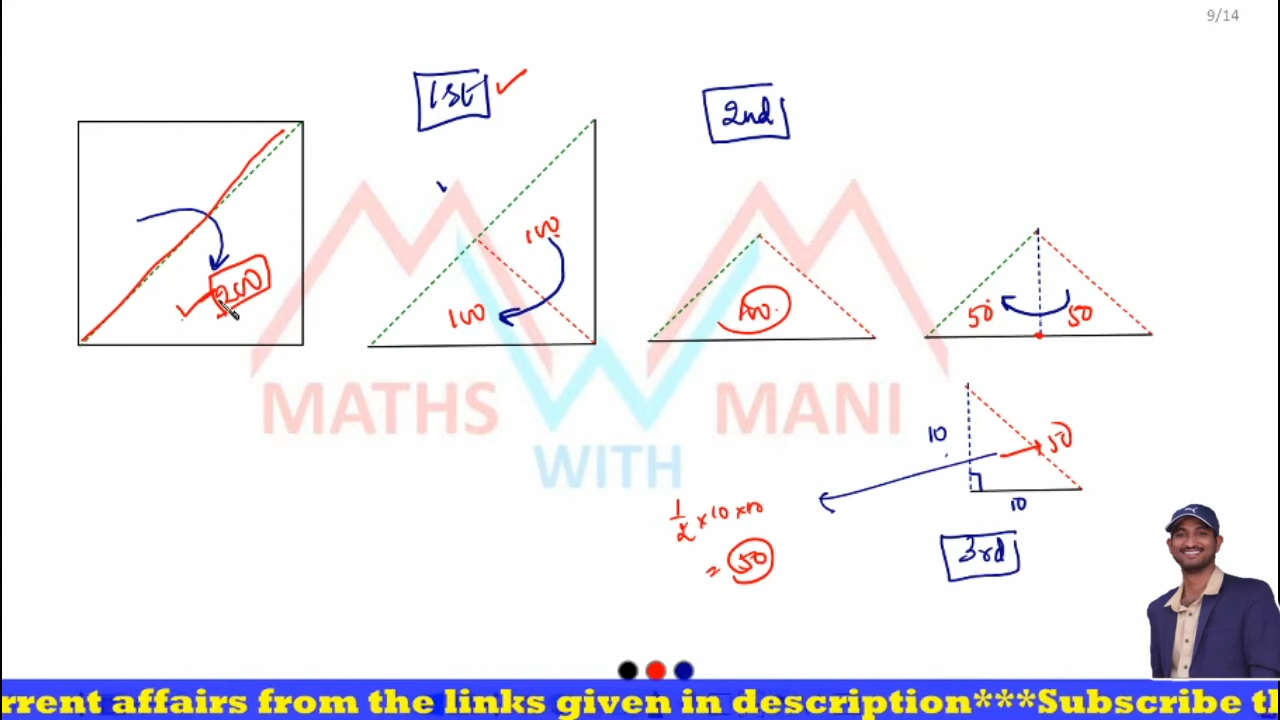 9/14
1st
2nd
200
100
100
100
50
50
MATHS
WITH
MANI
10
50
10
1/2 × 10 × 10
= 50
3rd
rrent affairs from the links given in description***Subscribe th